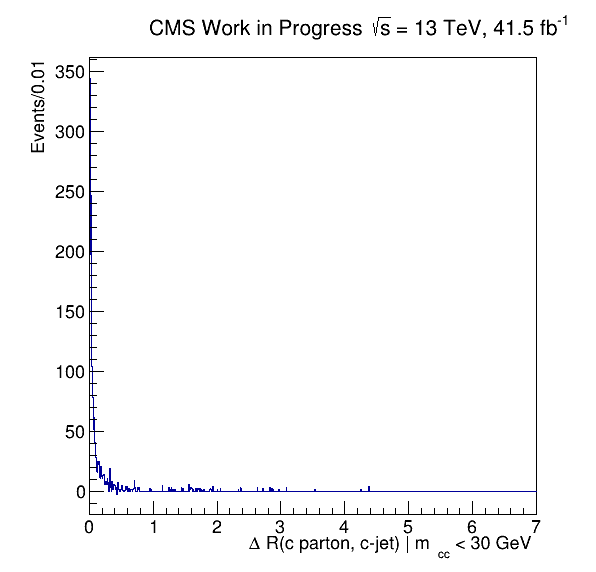 CMS Work in Progress √s = 13 TeV, 41.5 fb-1
Events/0.01
350
300
250
200
150
100
50
0
0 1 2 3 4 5 6 7
Δ R(c parton, c-jet) | m cc < 30 GeV